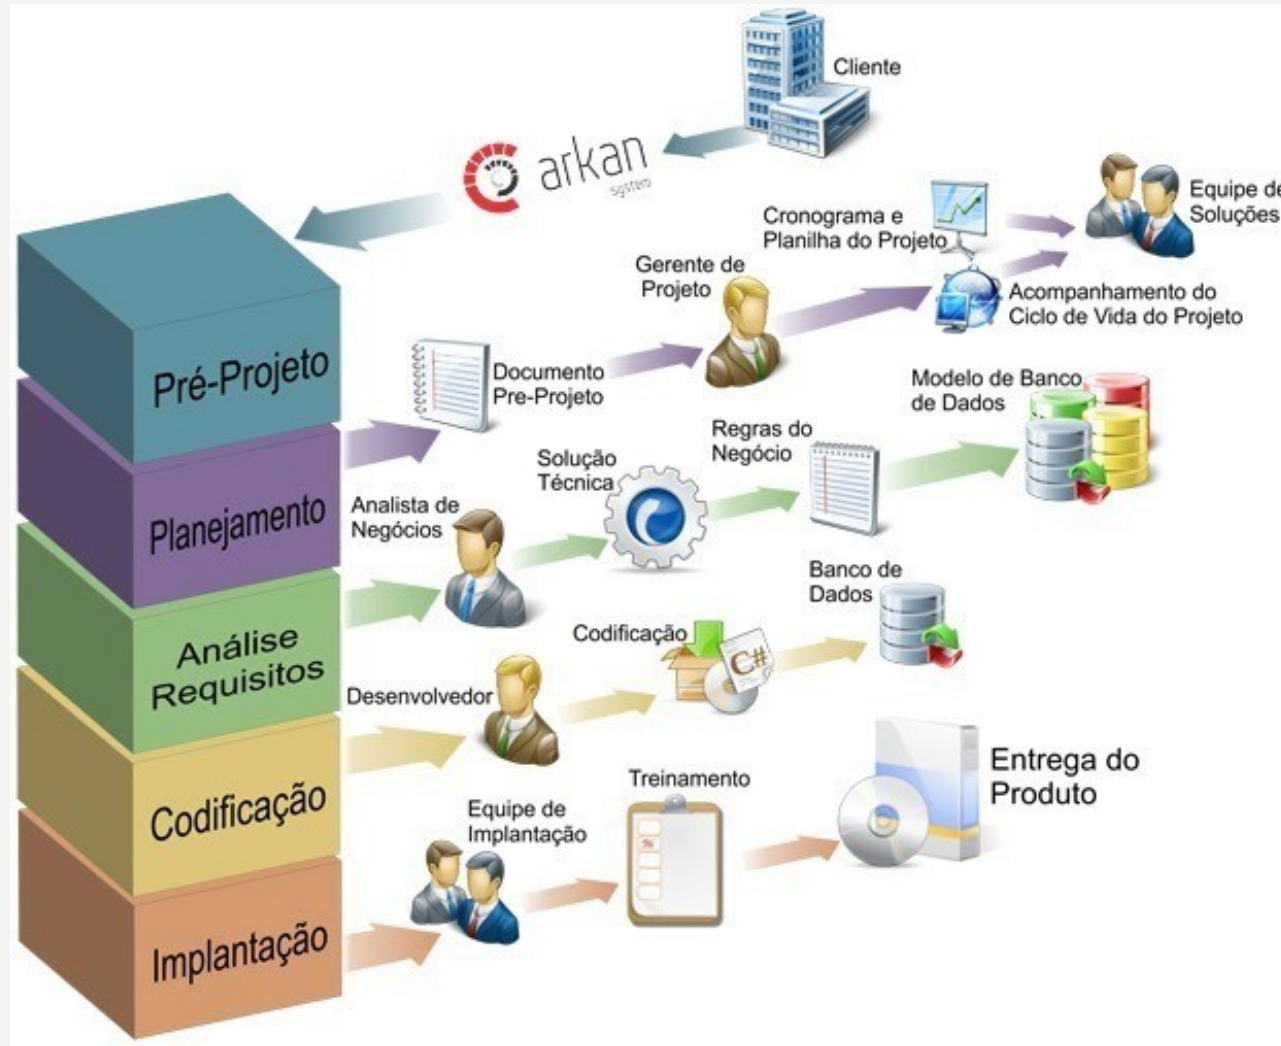 Cliente
arkan
system
Equipe de
Soluções
Cronograma e
Planilha do Projeto
Gerente de
Projeto
Acompanhamento do
Ciclo de Vida do Projeto
Pré-Projeto
Documento
Pre-Projeto
Modelo de Banco
de Dados
Regras do
Negócio
Solução
Técnica
Analista de
Negócios
Planejamento
Banco de
Dados
Codificação
C#
Análise
Requisitos
Desenvolvedor
Entrega do
Produto
Treinamento
Codificação
Equipe de
Implantação
Implantação